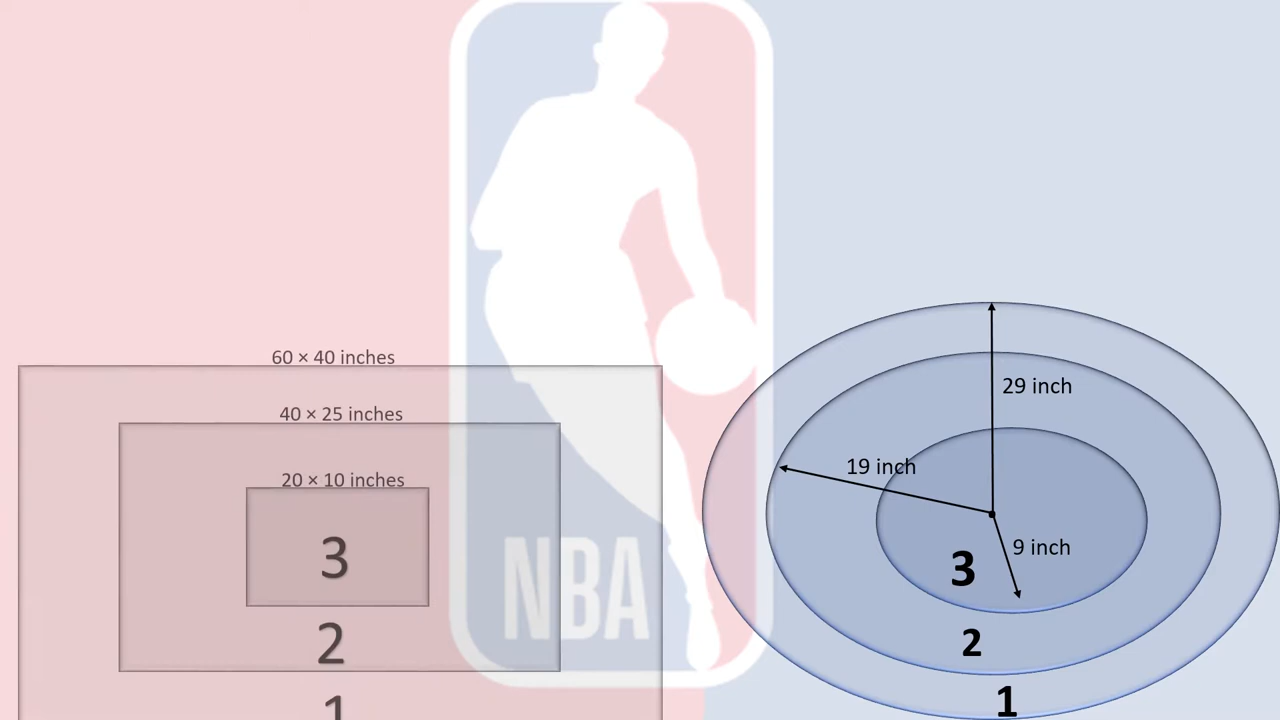 60 × 40 inches
40 × 25 inches
20 × 10 inches
3
2
1
NBA
29 inch
19 inch
9 inch
3
2
1